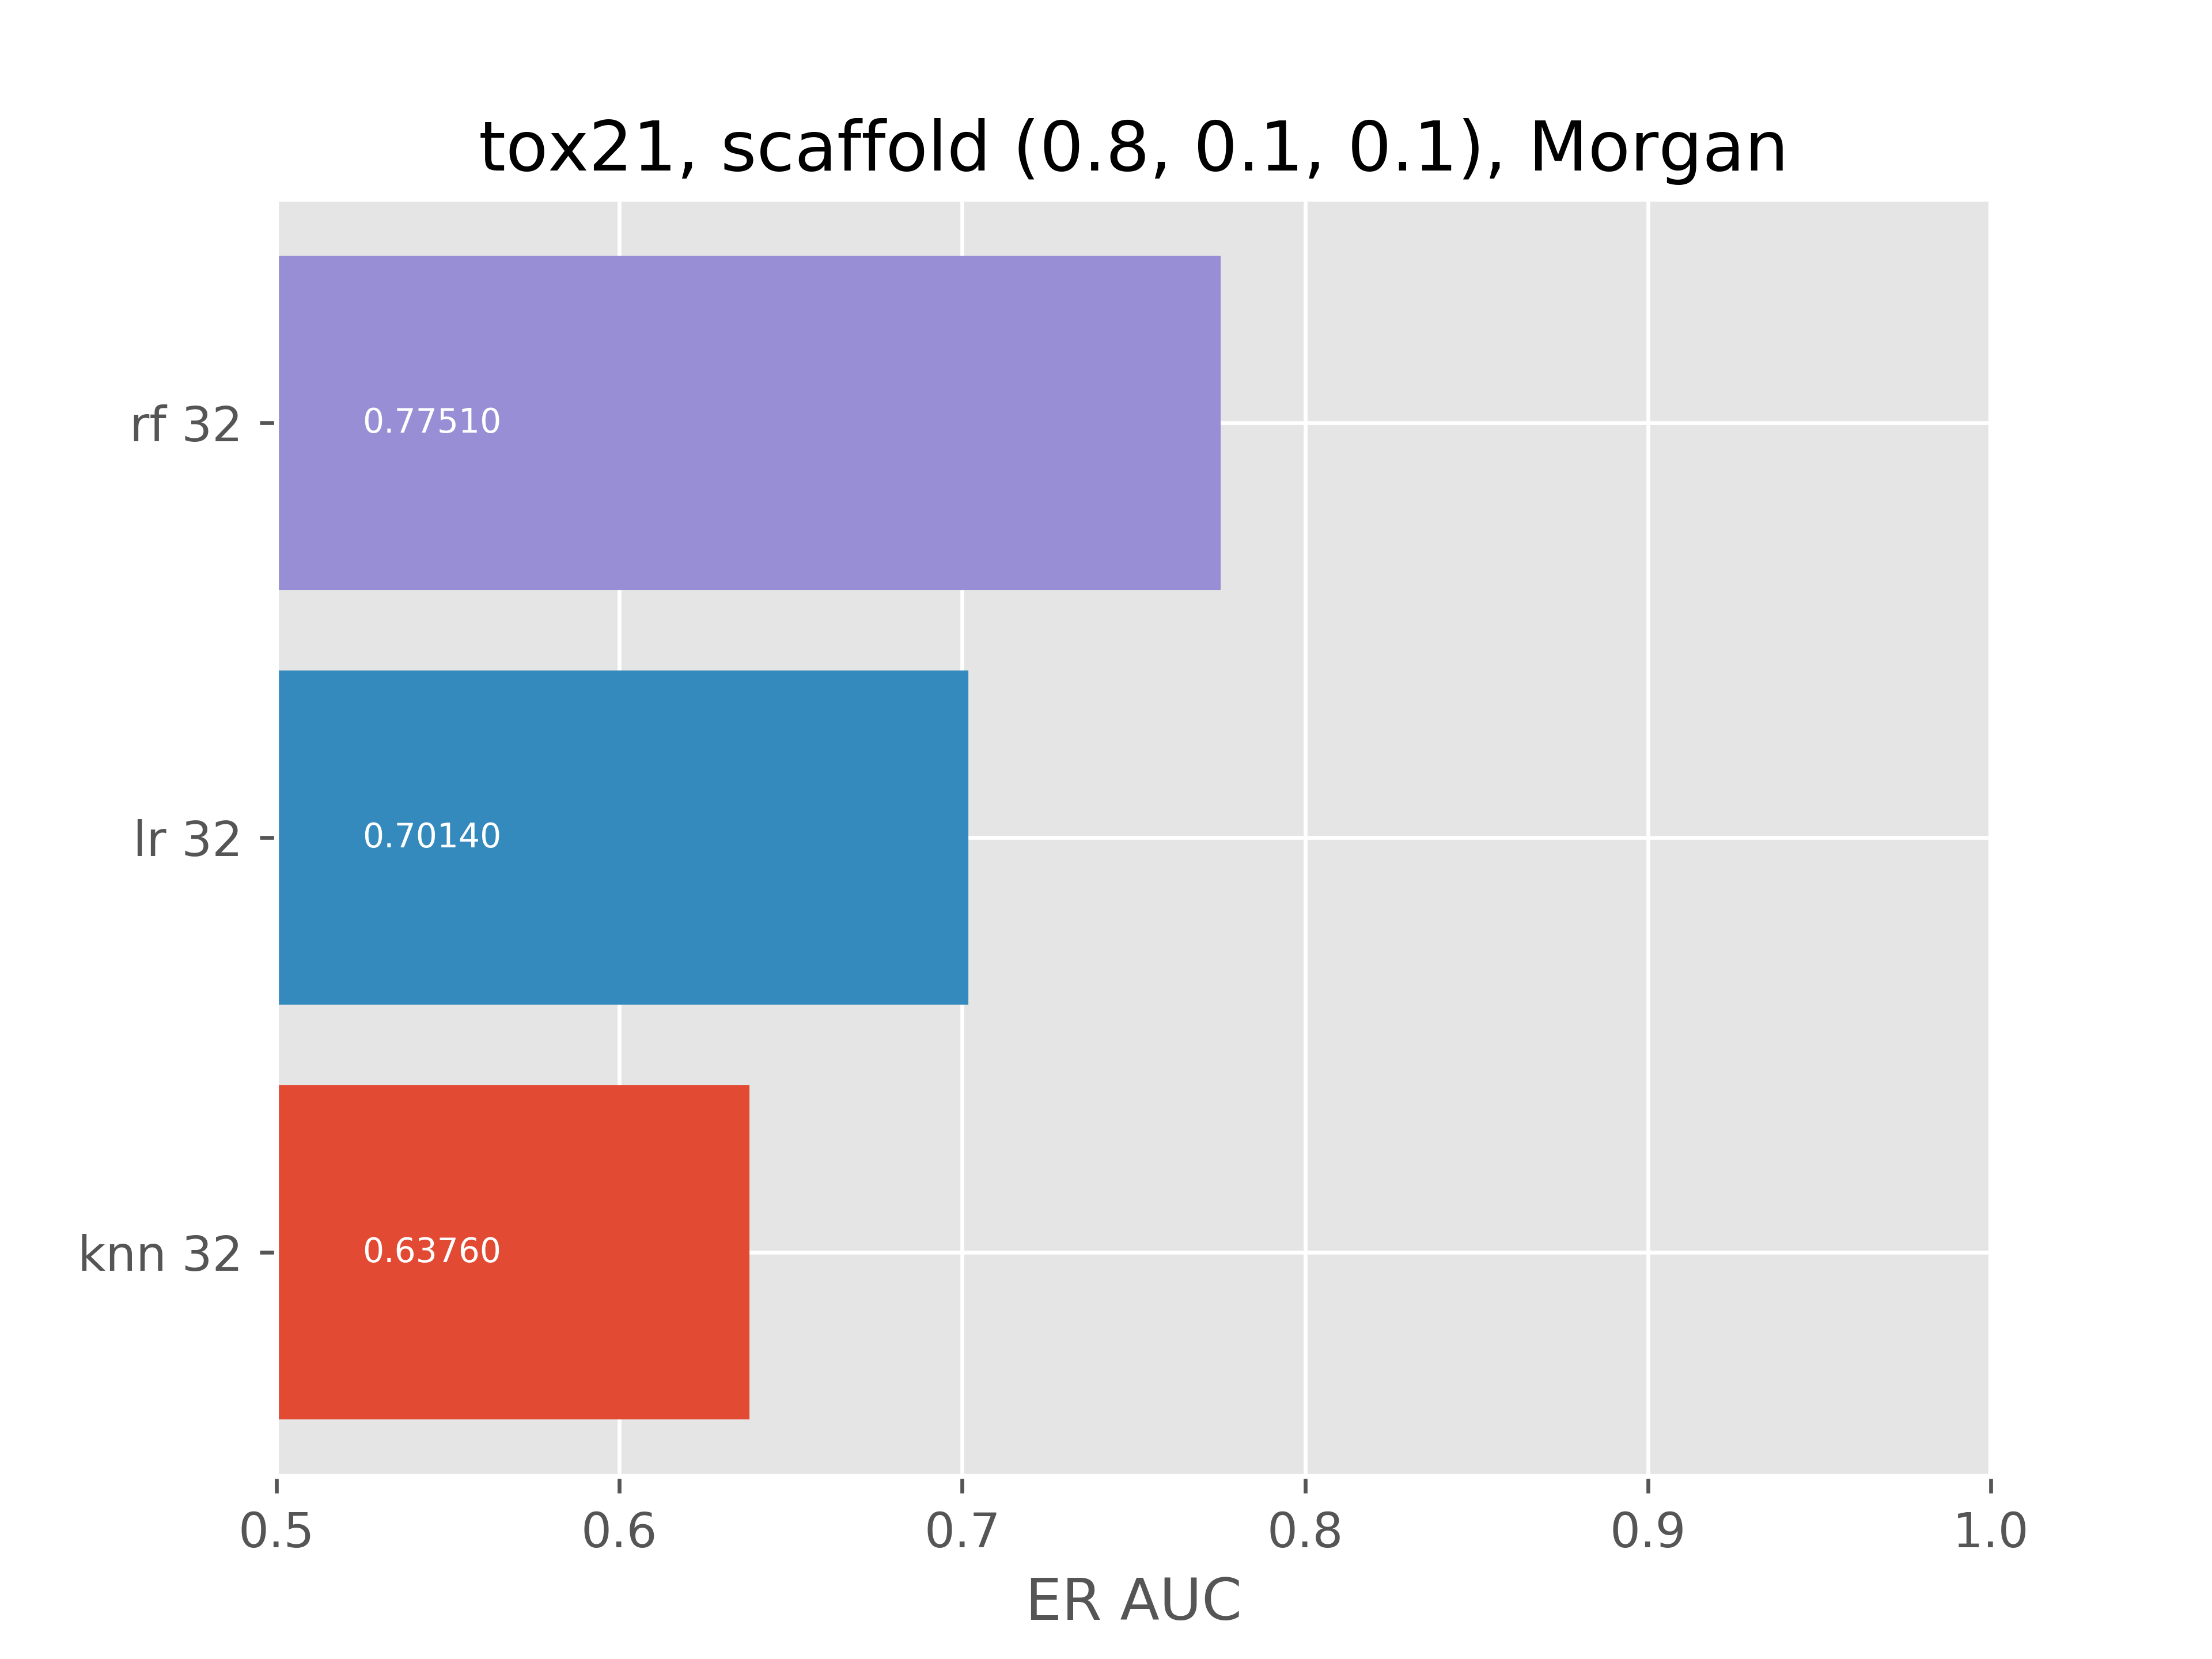 tox21, scaffold (0.8, 0.1, 0.1), Morgan
rf 32
0.77510
lr 32
0.70140
knn 32
0.63760
0.5 0.6 0.7 0.8 0.9 1.0
ER AUC